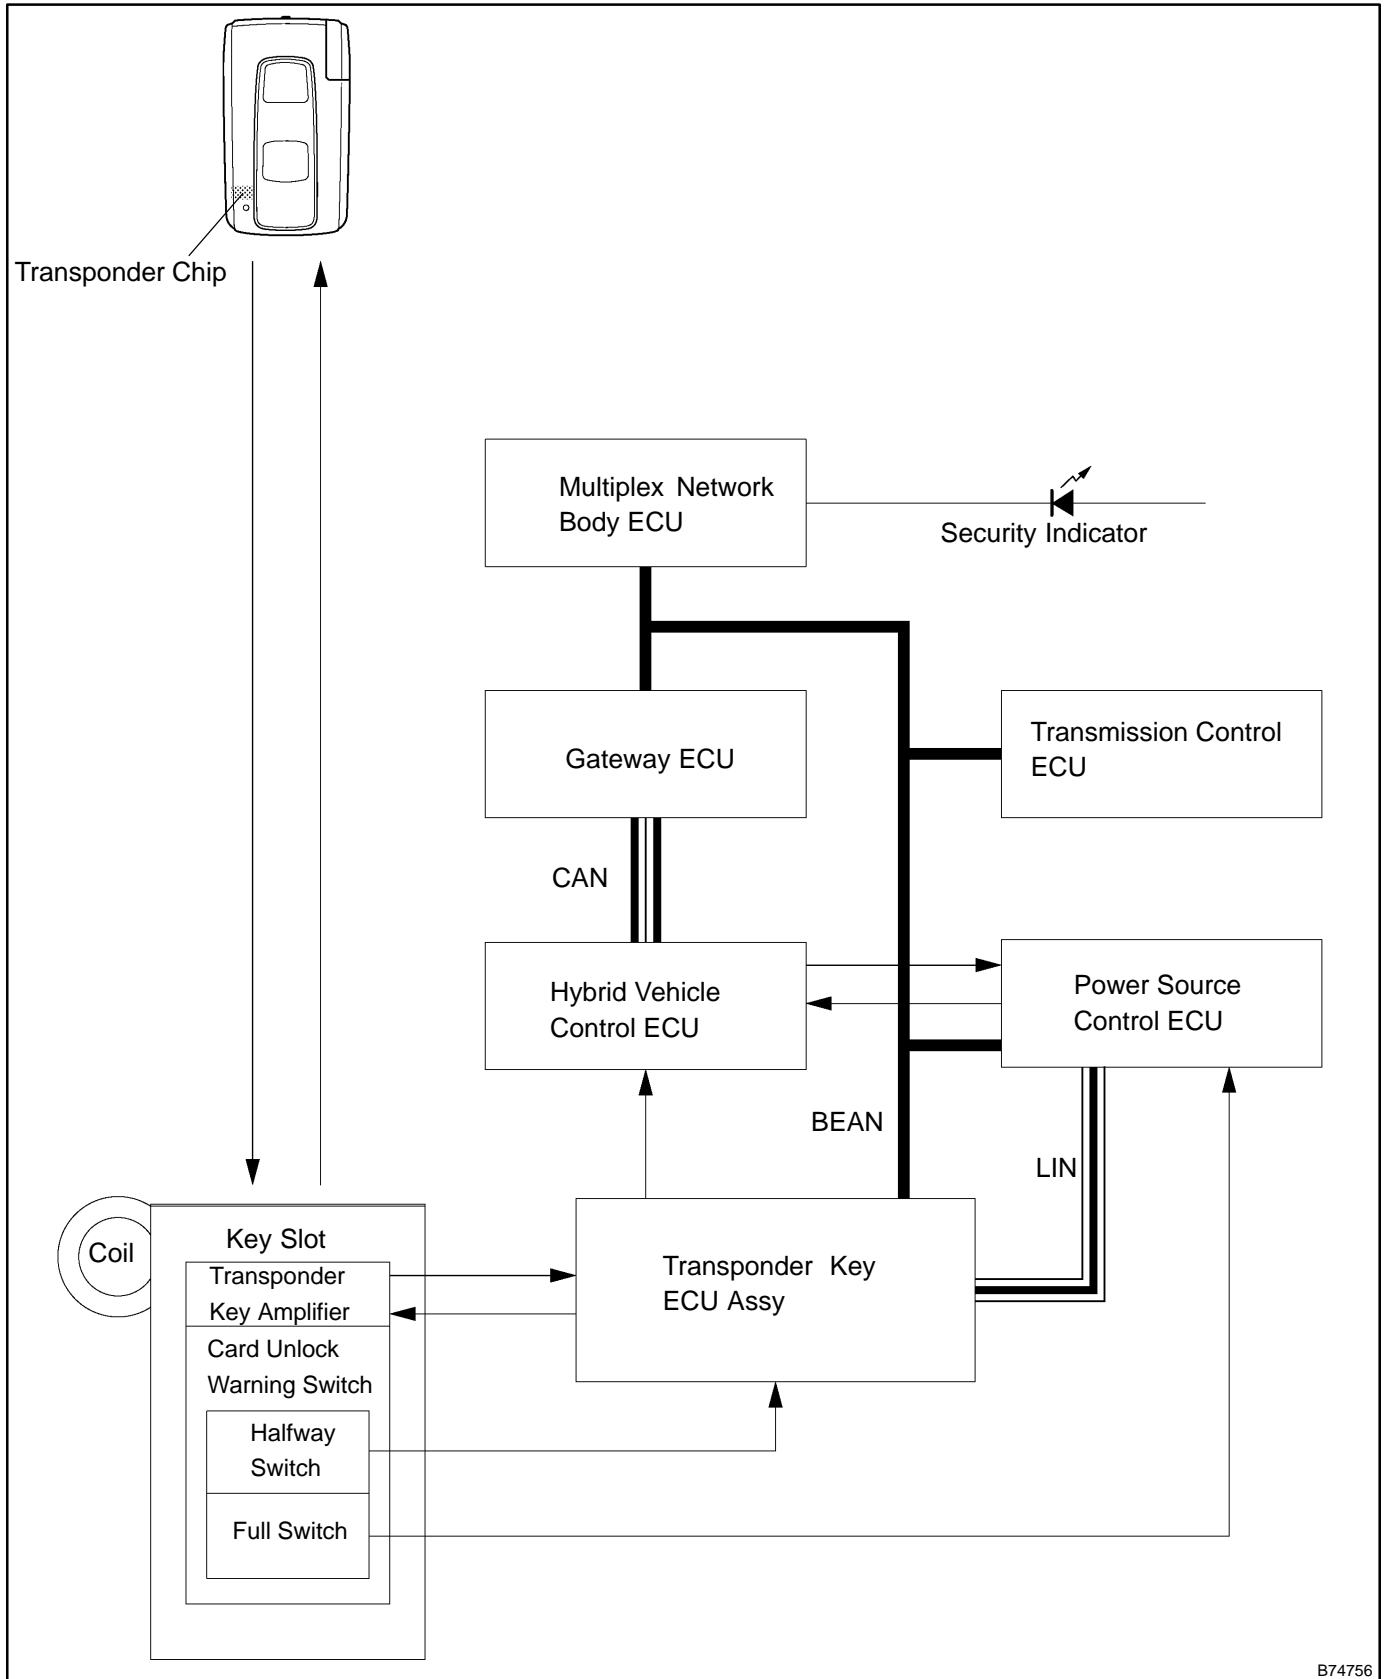 Transponder Chip
Multiplex Network
Body ECU
Security Indicator
Gateway ECU
Transmission Control
ECU
CAN
Hybrid Vehicle
Control ECU
Power Source
Control ECU
BEAN
LIN
Coil
Key Slot
Transponder
Key Amplifier
Transponder Key
ECU Assy
Card Unlock
Warning Switch
Halfway
Switch
Full Switch
B74756